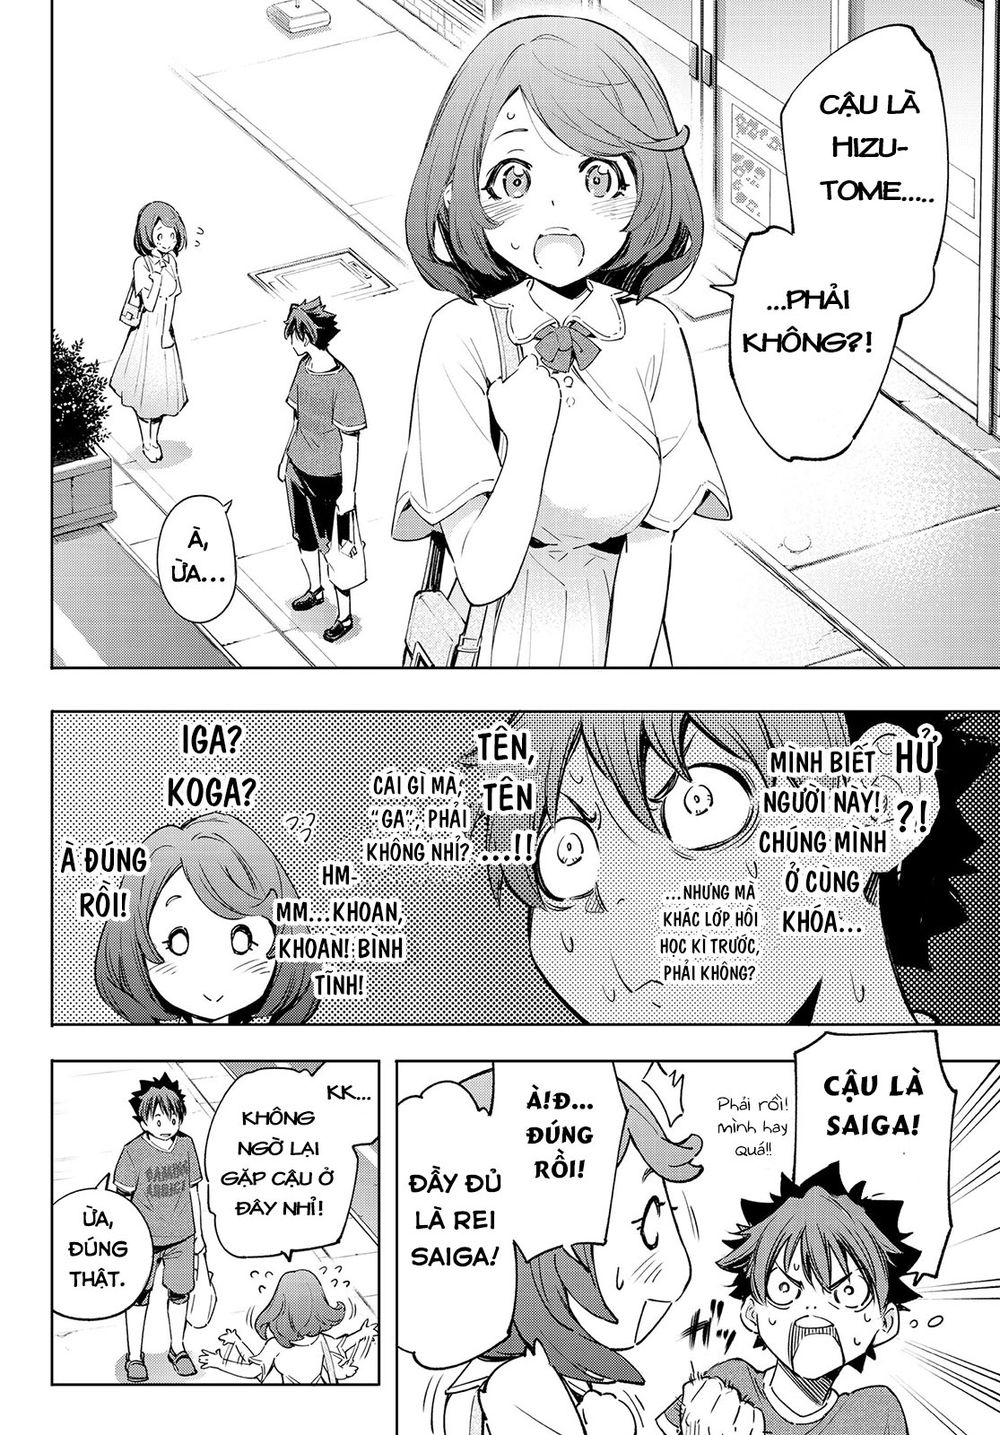 CẬU LÀ
HIZU-
TOME.....
...PHẢI
KHÔNG?!
À,
ỪA...
HỬ
?!
MÌNH BIẾT
NGƯỜI NÀY!
CHÚNG MÌNH
Ở CÙNG
KHÓA...
...NHƯNG MÀ
KHÁC LỚP HỒI
HỌC KÌ TRƯỚC,
PHẢI KHÔNG?
TÊN,
TÊN
...!!
CÁI GÌ MÀ
"GA", PHẢI
KHÔNG NHỈ?
HM-
MM...KHOAN,
KHOAN! BÌNH
TĨNH!
IGA?
KOGA?
À ĐÚNG
RỒI!
CẬU LÀ
SAIGA!
Phải rồi!
mình hay
quá!!
À!Đ...
ĐÚNG
RỒI!
ĐẦY ĐỦ
LÀ REI
SAIGA!
KK...
KHÔNG
NGỜ LẠI
GẶP CẬU Ở
ĐÂY NHỈ!
ỪA,
ĐÚNG
THẬT.